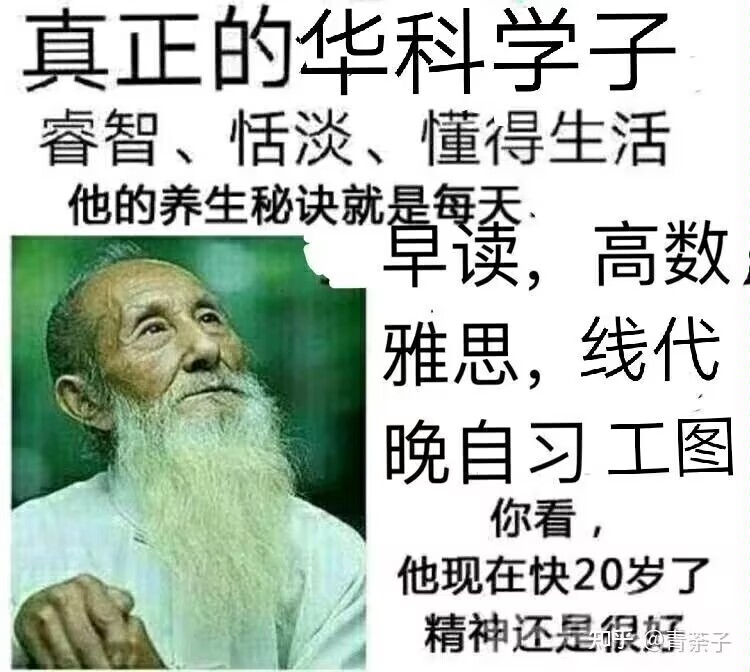 真正的华科学子
睿智、恬淡、懂得生活
他的养生秘诀就是每天
早读，高数，
雅思，线代
晚自习 工图
你看，
他现在快20岁了
精神还是很好
知乎 @青茶子